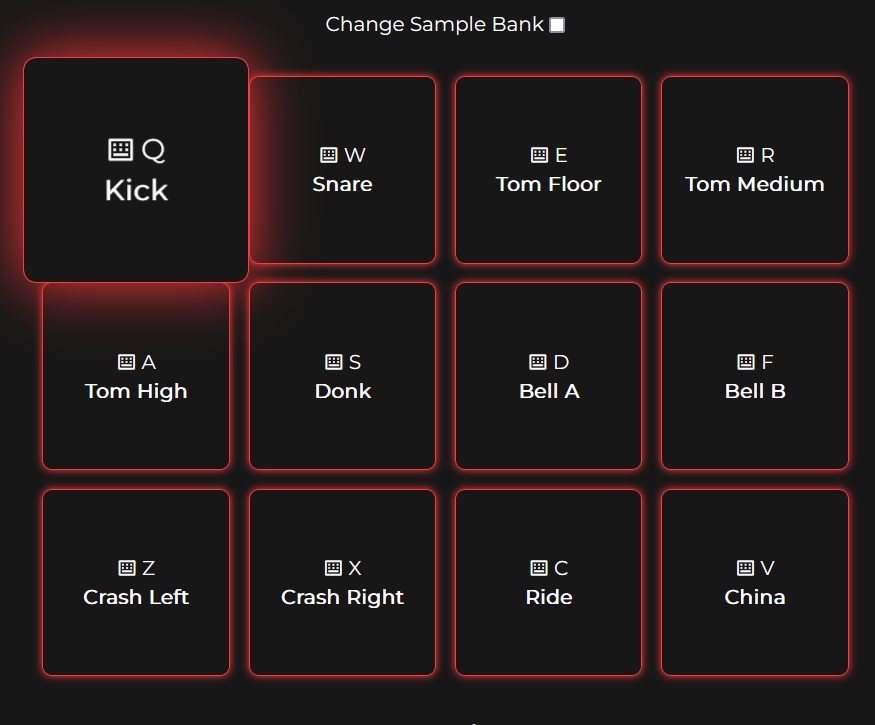 Change Sample Bank
Q
Kick
W
Snare
E
Tom Floor
R
Tom Medium
A
Tom High
S
Donk
D
Bell A
F
Bell B
Z
Crash Left
X
Crash Right
C
Ride
V
China